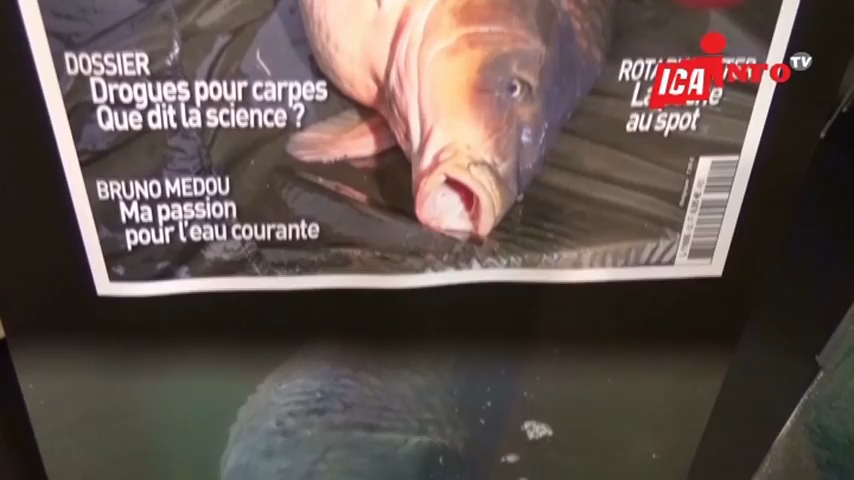 DOSSIER
Drogues pour carpes
Que dit la science ?
BRUNO MEDOU
Ma passion
pour l'eau courante
au spot
ICA
TV